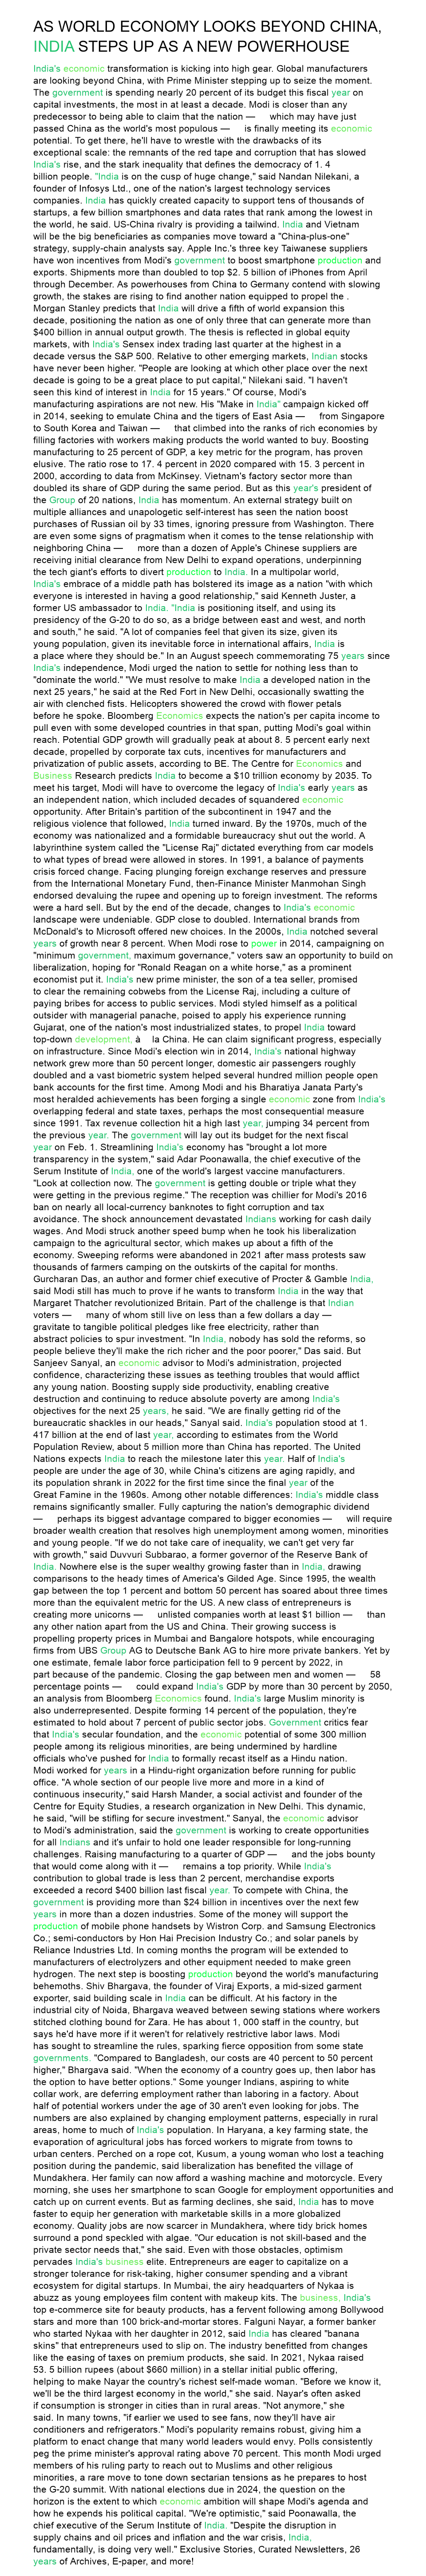 AS WORLD ECONOMY LOOKS BEYOND CHINA,
INDIA STEPS UP AS A NEW POWERHOUSE
India's economic transformation is kicking into high gear. Global manufacturers
are looking beyond China, with Prime Minister stepping up to seize the moment.
The government is spending nearly 20 percent of its budget this fiscal year on
capital investments, the most in at least a decade. Modi is closer than any
predecessor to being able to claim that the nation — which may have just
passed China as the world's most populous — is finally meeting its economic
potential. To get there, he'll have to wrestle with the drawbacks of its
exceptional scale: the remnants of the red tape and corruption that has slowed
India's rise, and the stark inequality that defines the democracy of 1. 4
billion people. "India is on the cusp of huge change," said Nandan Nilekani, a
founder of Infosys Ltd., one of the nation's largest technology services
companies. India has quickly created capacity to support tens of thousands of
startups, a few billion smartphones and data rates that rank among the lowest in
the world, he said. US-China rivalry is providing a tailwind. India and Vietnam
will be the big beneficiaries as companies move toward a "China-plus-one"
strategy, supply-chain analysts say. Apple Inc.'s three key Taiwanese suppliers
have won incentives from Modi's government to boost smartphone production and
exports. Shipments more than doubled to top $2. 5 billion of iPhones from April
through December. As powerhouses from China to Germany contend with slowing
growth, the stakes are rising to find another nation equipped to propel the .
Morgan Stanley predicts that India will drive a fifth of world expansion this
decade, positioning the nation as one of only three that can generate more than
$400 billion in annual output growth. The thesis is reflected in global equity
markets, with India's Sensex index trading last quarter at the highest in a
decade versus the S&P 500. Relative to other emerging markets, Indian stocks
have never been higher. "People are looking at which other place over the next
decade is going to be a great place to put capital," Nilekani said. "I haven't
seen this kind of interest in India for 15 years." Of course, Modi's
manufacturing aspirations are not new. His "Make in India" campaign kicked off
in 2014, seeking to emulate China and the tigers of East Asia — from Singapore
to South Korea and Taiwan — that climbed into the ranks of rich economies by
filling factories with workers making products the world wanted to buy. Boosting
manufacturing to 25 percent of GDP, a key metric for the program, has proven
elusive. The ratio rose to 17. 4 percent in 2020 compared with 15. 3 percent in
2000, according to data from McKinsey. Vietnam's factory sector more than
doubled its share of GDP during the same period. But as this year's president of
the Group of 20 nations, India has momentum. An external strategy built on
multiple alliances and unapologetic self-interest has seen the nation boost
purchases of Russian oil by 33 times, ignoring pressure from Washington. There
are even some signs of pragmatism when it comes to the tense relationship with
neighboring China — more than a dozen of Apple's Chinese suppliers are
receiving initial clearance from New Delhi to expand operations, underpinning
the tech giant's efforts to divert production to India. In a multipolar world,
India's embrace of a middle path has bolstered its image as a nation "with which
everyone is interested in having a good relationship," said Kenneth Juster, a
former US ambassador to India. "India is positioning itself, and using its
presidency of the G-20 to do so, as a bridge between east and west, and north
and south," he said. "A lot of companies feel that given its size, given its
young population, given its inevitable force in international affairs, India is
a place where they should be." In an August speech commemorating 75 years since
India's independence, Modi urged the nation to settle for nothing less than to
"dominate the world." "We must resolve to make India a developed nation in the
next 25 years," he said at the Red Fort in New Delhi, occasionally swatting the
air with clenched fists. Helicopters showered the crowd with flower petals
before he spoke. Bloomberg Economics expects the nation's per capita income to
pull even with some developed countries in that span, putting Modi's goal within
reach. Potential GDP growth will gradually peak at about 8. 5 percent early next
decade, propelled by corporate tax cuts, incentives for manufacturers and
privatization of public assets, according to BE. The Centre for Economics and
Business Research predicts India to become a $10 trillion economy by 2035. To
meet his target, Modi will have to overcome the legacy of India's early years as
an independent nation, which included decades of squandered economic
opportunity. After Britain's partition of the subcontinent in 1947 and the
religious violence that followed, India turned inward. By the 1970s, much of the
economy was nationalized and a formidable bureaucracy shut out the world. A
labyrinthine system called the "License Raj" dictated everything from car models
to what types of bread were allowed in stores. In 1991, a balance of payments
crisis forced change. Facing plunging foreign exchange reserves and pressure
from the International Monetary Fund, then-Finance Minister Manmohan Singh
endorsed devaluing the rupee and opening up to foreign investment. The reforms
were a hard sell. But by the end of the decade, changes to India's economic
landscape were undeniable. GDP close to doubled. International brands from
McDonald's to Microsoft offered new choices. In the 2000s, India notched several
years of growth near 8 percent. When Modi rose to power in 2014, campaigning on
"minimum government, maximum governance," voters saw an opportunity to build on
liberalization, hoping for "Ronald Reagan on a white horse," as a prominent
economist put it. India's new prime minister, the son of a tea seller, promised
to clear the remaining cobwebs from the License Raj, including a culture of
paying bribes for access to public services. Modi styled himself as a political
outsider with managerial panache, poised to apply his experience running
Gujarat, one of the nation's most industrialized states, to propel India toward
top-down development, à la China. He can claim significant progress, especially
on infrastructure. Since Modi's election win in 2014, India's national highway
network grew more than 50 percent longer, domestic air passengers roughly
doubled and a vast biometric system helped several hundred million people open
bank accounts for the first time. Among Modi and his Bharatiya Janata Party's
most heralded achievements has been forging a single economic zone from India's
overlapping federal and state taxes, perhaps the most consequential measure
since 1991. Tax revenue collection hit a high last year, jumping 34 percent from
the previous year. The government will lay out its budget for the next fiscal
year on Feb. 1. Streamlining India's economy has "brought a lot more
transparency in the system," said Adar Poonawalla, the chief executive of the
Serum Institute of India, one of the world's largest vaccine manufacturers.
"Look at collection now. The government is getting double or triple what they
were getting in the previous regime." The reception was chillier for Modi's 2016
ban on nearly all local-currency banknotes to fight corruption and tax
avoidance. The shock announcement devastated Indians working for cash daily
wages. And Modi struck another speed bump when he took his liberalization
campaign to the agricultural sector, which makes up about a fifth of the
economy. Sweeping reforms were abandoned in 2021 after mass protests saw
thousands of farmers camping on the outskirts of the capital for months.
Gurcharan Das, an author and former chief executive of Procter & Gamble India,
said Modi still has much to prove if he wants to transform India in the way that
Margaret Thatcher revolutionized Britain. Part of the challenge is that Indian
voters — many of whom still live on less than a few dollars a day —
gravitate to tangible political pledges like free electricity, rather than
abstract policies to spur investment. "In India, nobody has sold the reforms, so
people believe they'll make the rich richer and the poor poorer," Das said. But
Sanjeev Sanyal, an economic advisor to Modi's administration, projected
confidence, characterizing these issues as teething troubles that would afflict
any young nation. Boosting supply side productivity, enabling creative
destruction and continuing to reduce absolute poverty are among India's
objectives for the next 25 years, he said. "We are finally getting rid of the
bureaucratic shackles in our heads," Sanyal said. India's population stood at 1.
417 billion at the end of last year, according to estimates from the World
Population Review, about 5 million more than China has reported. The United
Nations expects India to reach the milestone later this year. Half of India's
people are under the age of 30, while China's citizens are aging rapidly, and
its population shrank in 2022 for the first time since the final year of the
Great Famine in the 1960s. Among other notable differences: India's middle class
remains significantly smaller. Fully capturing the nation's demographic dividend
— perhaps its biggest advantage compared to bigger economies — will require
broader wealth creation that resolves high unemployment among women, minorities
and young people. "If we do not take care of inequality, we can't get very far
with growth," said Duvvuri Subbarao, a former governor of the Reserve Bank of
India. Nowhere else is the super wealthy growing faster than in India, drawing
comparisons to the heady times of America's Gilded Age. Since 1995, the wealth
gap between the top 1 percent and bottom 50 percent has soared about three times
more than the equivalent metric for the US. A new class of entrepreneurs is
creating more unicorns — unlisted companies worth at least $1 billion — than
any other nation apart from the US and China. Their growing success is
propelling property prices in Mumbai and Bangalore hotspots, while encouraging
firms from UBS Group AG to Deutsche Bank AG to hire more private bankers. Yet by
one estimate, female labor force participation fell to 9 percent by 2022, in
part because of the pandemic. Closing the gap between men and women — 58
percentage points — could expand India's GDP by more than 30 percent by 2050,
an analysis from Bloomberg Economics found. India's large Muslim minority is
also underrepresented. Despite forming 14 percent of the population, they're
estimated to hold about 7 percent of public sector jobs. Government critics fear
that India's secular foundation, and the economic potential of some 300 million
people among its religious minorities, are being undermined by hardline
officials who've pushed for India to formally recast itself as a Hindu nation.
Modi worked for years in a Hindu-right organization before running for public
office. "A whole section of our people live more and more in a kind of
continuous insecurity," said Harsh Mander, a social activist and founder of the
Centre for Equity Studies, a research organization in New Delhi. This dynamic,
he said, "will be stifling for secure investment." Sanyal, the economic advisor
to Modi's administration, said the government is working to create opportunities
for all Indians and it's unfair to hold one leader responsible for long-running
challenges. Raising manufacturing to a quarter of GDP — and the jobs bounty
that would come along with it — remains a top priority. While India's
contribution to global trade is less than 2 percent, merchandise exports
exceeded a record $400 billion last fiscal year. To compete with China, the
government is providing more than $24 billion in incentives over the next few
years in more than a dozen industries. Some of the money will support the
production of mobile phone handsets by Wistron Corp. and Samsung Electronics
Co.; semi-conductors by Hon Hai Precision Industry Co.; and solar panels by
Reliance Industries Ltd. In coming months the program will be extended to
manufacturers of electrolyzers and other equipment needed to make green
hydrogen. The next step is boosting production beyond the world's manufacturing
behemoths. Shiv Bhargava, the founder of Viraj Exports, a mid-sized garment
exporter, said building scale in India can be difficult. At his factory in the
industrial city of Noida, Bhargava weaved between sewing stations where workers
stitched clothing bound for Zara. He has about 1, 000 staff in the country, but
says he'd have more if it weren't for relatively restrictive labor laws. Modi
has sought to streamline the rules, sparking fierce opposition from some state
governments. "Compared to Bangladesh, our costs are 40 percent to 50 percent
higher," Bhargava said. "When the economy of a country goes up, then labor has
the option to have better options." Some younger Indians, aspiring to white
collar work, are deferring employment rather than laboring in a factory. About
half of potential workers under the age of 30 aren't even looking for jobs. The
numbers are also explained by changing employment patterns, especially in rural
areas, home to much of India's population. In Haryana, a key farming state, the
evaporation of agricultural jobs has forced workers to migrate from towns to
urban centers. Perched on a rope cot, Kusum, a young woman who lost a teaching
position during the pandemic, said liberalization has benefited the village of
Mundakhera. Her family can now afford a washing machine and motorcycle. Every
morning, she uses her smartphone to scan Google for employment opportunities and
catch up on current events. But as farming declines, she said, India has to move
faster to equip her generation with marketable skills in a more globalized
economy. Quality jobs are now scarcer in Mundakhera, where tidy brick homes
surround a pond speckled with algae. "Our education is not skill-based and the
private sector needs that," she said. Even with those obstacles, optimism
pervades India's business elite. Entrepreneurs are eager to capitalize on a
stronger tolerance for risk-taking, higher consumer spending and a vibrant
ecosystem for digital startups. In Mumbai, the airy headquarters of Nykaa is
abuzz as young employees film content with makeup kits. The business, India's
top e-commerce site for beauty products, has a fervent following among Bollywood
stars and more than 100 brick-and-mortar stores. Falguni Nayar, a former banker
who started Nykaa with her daughter in 2012, said India has cleared "banana
skins" that entrepreneurs used to slip on. The industry benefitted from changes
like the easing of taxes on premium products, she said. In 2021, Nykaa raised
53. 5 billion rupees (about $660 million) in a stellar initial public offering,
helping to make Nayar the country's richest self-made woman. "Before we know it,
we'll be the third largest economy in the world," she said. Nayar's often asked
if consumption is stronger in cities than in rural areas. "Not anymore," she
said. In many towns, "if earlier we used to see fans, now they'll have air
conditioners and refrigerators." Modi's popularity remains robust, giving him a
platform to enact change that many world leaders would envy. Polls consistently
peg the prime minister's approval rating above 70 percent. This month Modi urged
members of his ruling party to reach out to Muslims and other religious
minorities, a rare move to tone down sectarian tensions as he prepares to host
the G-20 summit. With national elections due in 2024, the question on the
horizon is the extent to which economic ambition will shape Modi's agenda and
how he expends his political capital. "We're optimistic," said Poonawalla, the
chief executive of the Serum Institute of India. "Despite the disruption in
supply chains and oil prices and inflation and the war crisis, India,
fundamentally, is doing very well." Exclusive Stories, Curated Newsletters, 26
years of Archives, E-paper, and more!